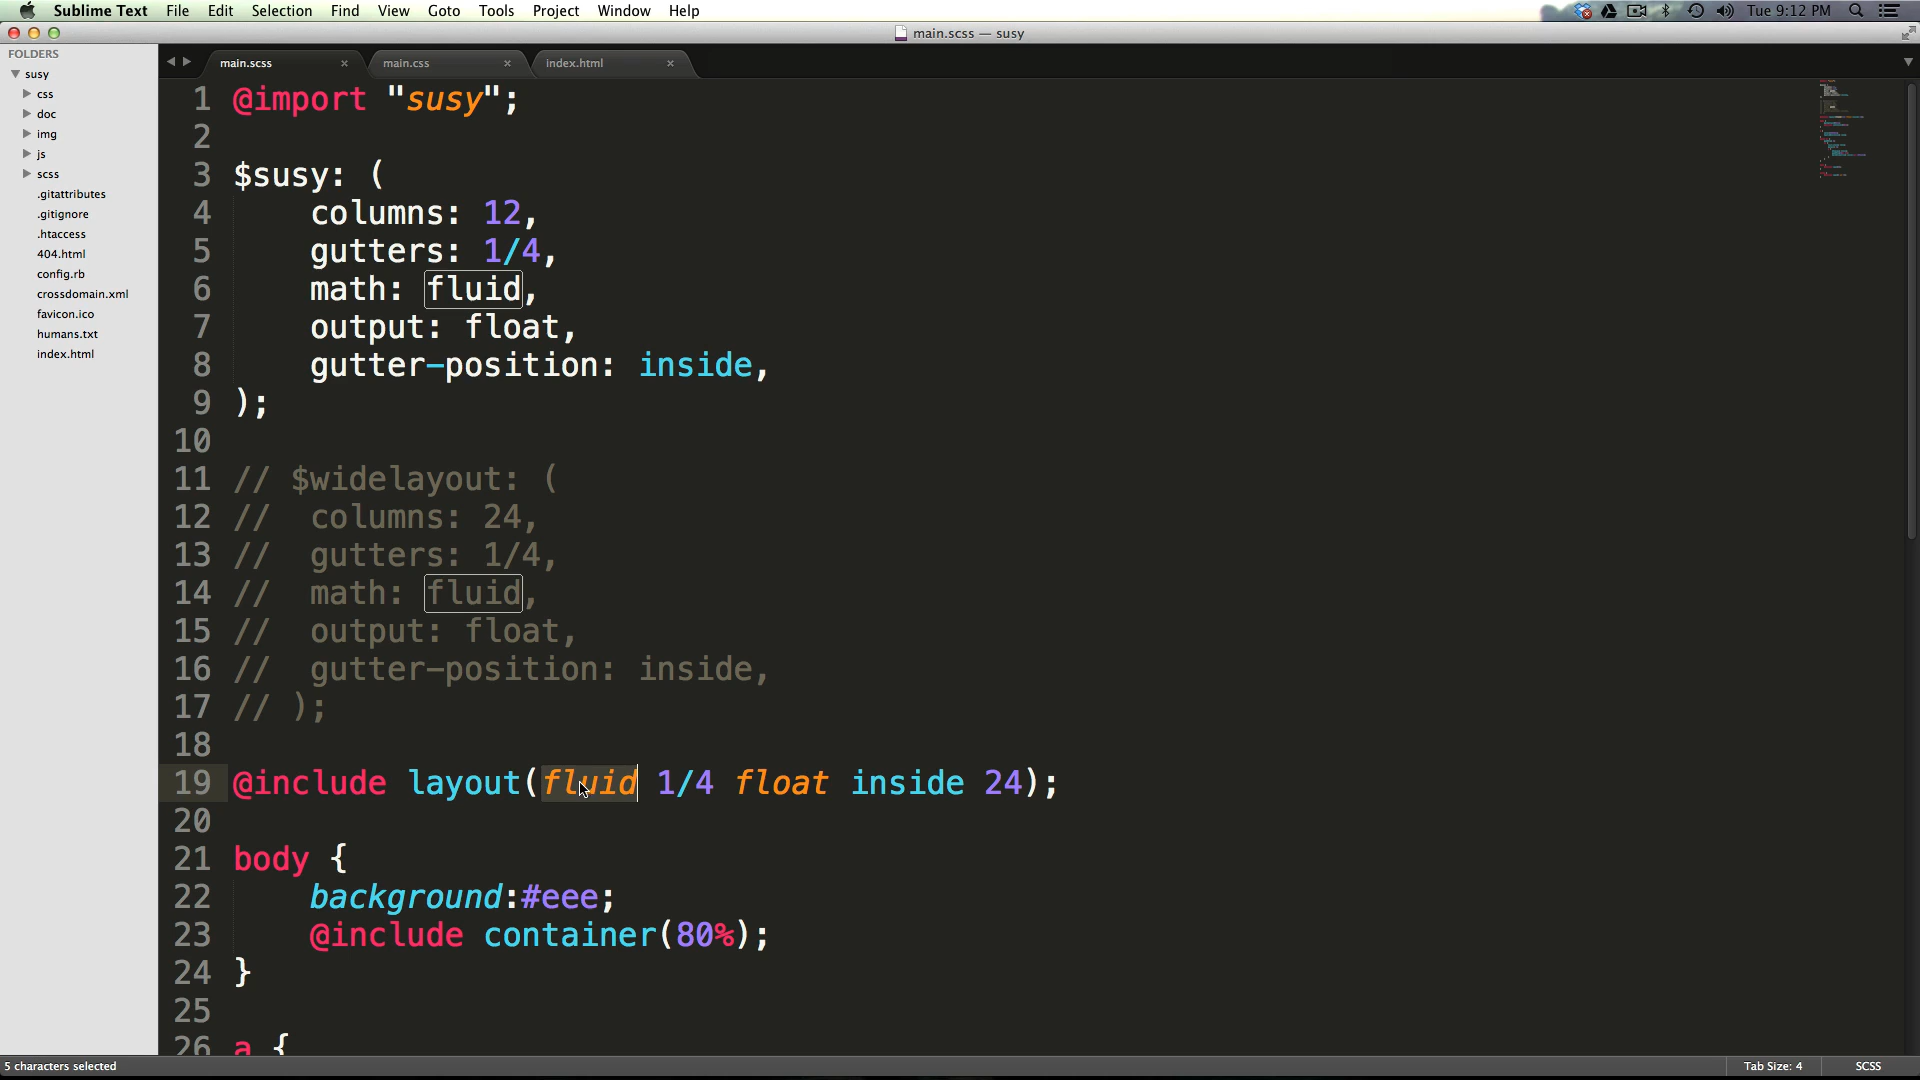 Sublime Text File Edit Selection Find View Goto Tools Project Window Help Tue 9:12 PM
main.scss — susy
FOLDERS
susy
css
doc
img
js
scss
.gitattributes
.gitignore
.htaccess
404.html
config.rb
crossdomain.xml
favicon.ico
humans.txt
index.html
main.scss × main.css × index.html ×
1 @import "susy";
2
3 $susy: (
4 columns: 12,
5 gutters: 1/4,
6 math: fluid,
7 output: float,
8 gutter-position: inside,
9 );
10
11 // $widelayout: (
12 // columns: 24,
13 // gutters: 1/4,
14 // math: fluid,
15 // output: float,
16 // gutter-position: inside,
17 // );
18
19 @include layout(fluid 1/4 float inside 24);
20
21 body {
22 background:#eee;
23 @include container(80%);
24 }
25
26 a {
5 characters selected Tab Size: 4 SCSS